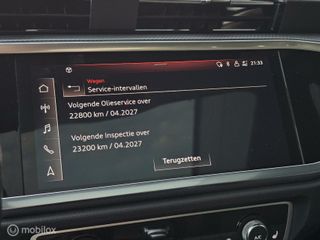 21:33
Wagen
Service-intervallen
Volgende Olieservice over
22800 km / 04.2027
Volgende Inspectie over
23200 km / 04.2027
Terugzetten
A/C
mobilox